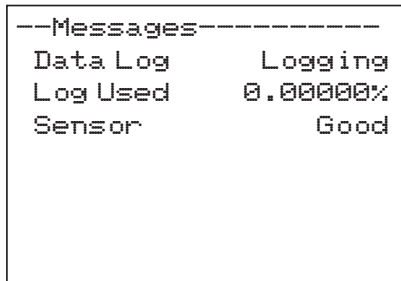 --Messages----------
Data Log Logging
Log Used 0.00000%
Sensor Good